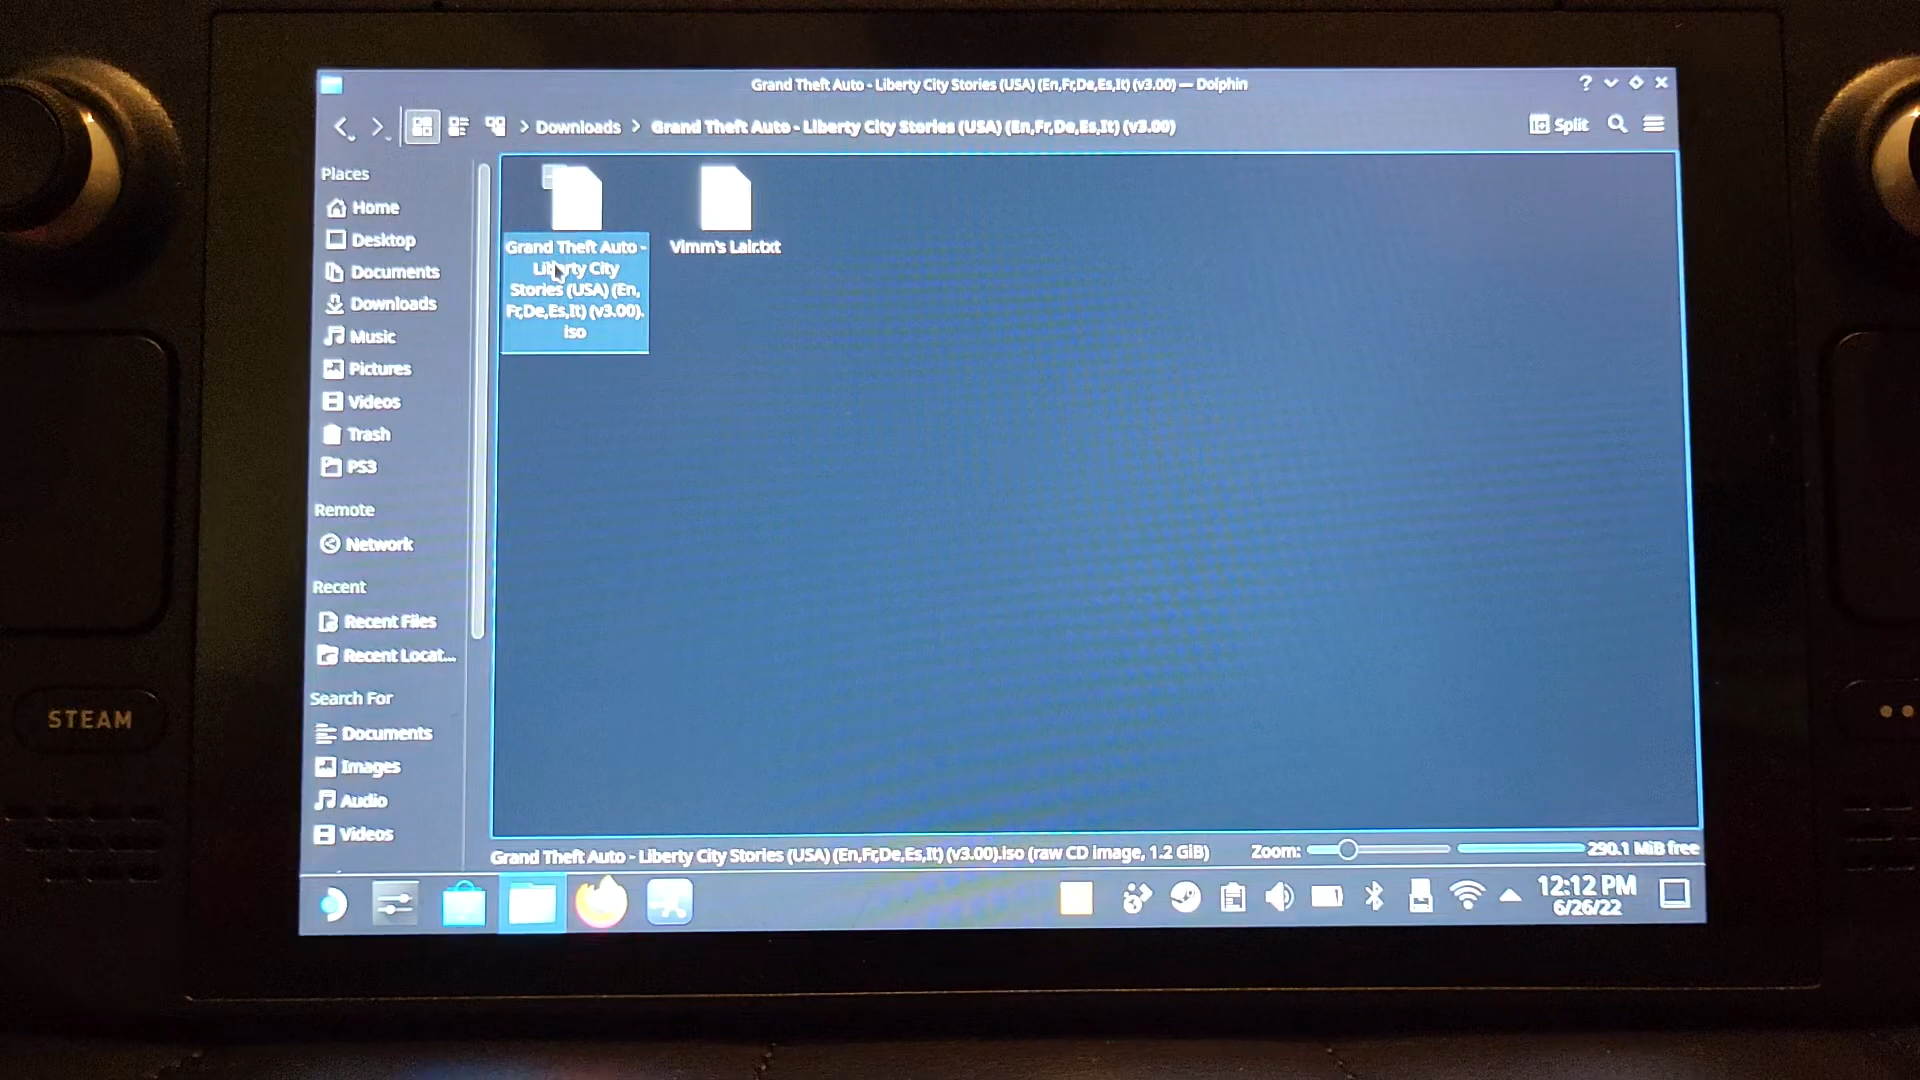 Grand Theft Auto - Liberty City Stories (USA) (En,Fr,De,Es,It) (v3.00) — Dolphin
Downloads > Grand Theft Auto - Liberty City Stories (USA) (En,Fr,De,Es,It) (v3.00)
Split
Places
Home
Desktop
Documents
Downloads
Music
Pictures
Videos
Trash
PS3
Remote
Network
Recent
Recent Files
Recent Locat...
Search For
Documents
Images
Audio
Videos
Grand Theft Auto -
Liberty City
Stories (USA) (En,
Fr,De,Es,It) (v3.00).
iso
Vimm's Lair.txt
Grand Theft Auto - Liberty City Stories (USA) (En,Fr,De,Es,It) (v3.00).iso (raw CD image, 1.2 GiB)
Zoom:
290.1 MiB free
12:12 PM
6/26/22
STEAM